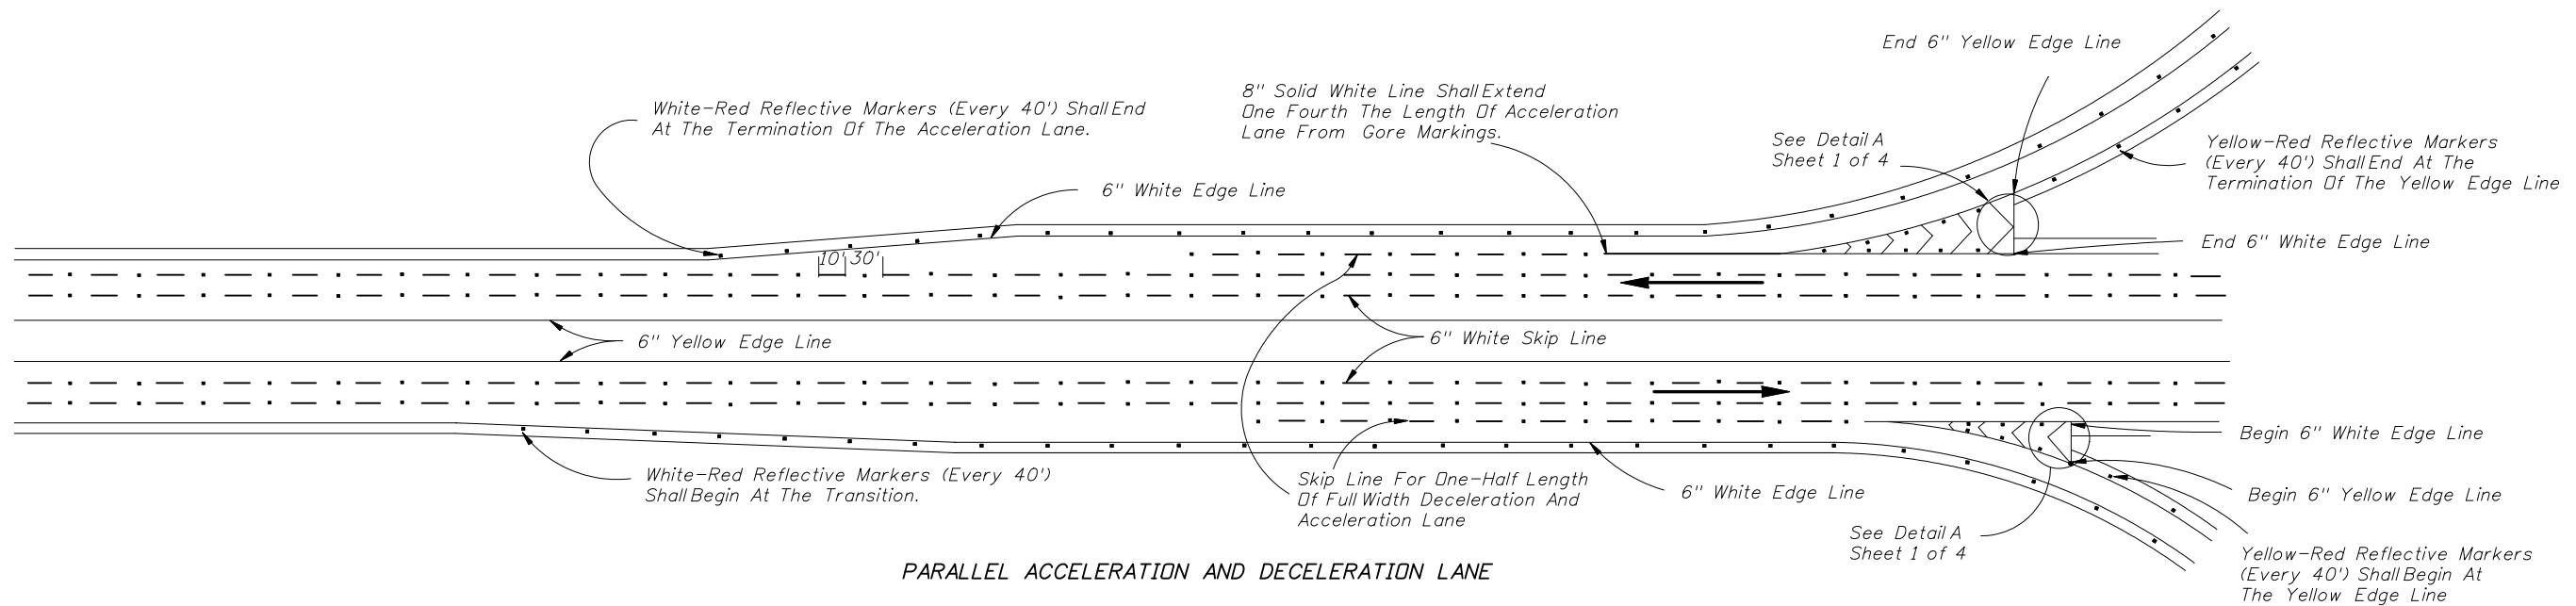 End 6" Yellow Edge Line
8" Solid White Line Shall Extend
One Fourth The Length Of Acceleration
Lane From Gore Markings.
White-Red Reflective Markers (Every 40') Shall End
At The Termination Of The Acceleration Lane.
See Detail A
Sheet 1 of 4
Yellow-Red Reflective Markers
(Every 40') Shall End At The
Termination Of The Yellow Edge Line
6" White Edge Line
End 6" White Edge Line
10' 30'
6" Yellow Edge Line
6" White Skip Line
Begin 6" White Edge Line
White-Red Reflective Markers (Every 40')
Shall Begin At The Transition.
Skip Line For One-Half Length
Of Full Width Deceleration And
Acceleration Lane
6" White Edge Line
Begin 6" Yellow Edge Line
See Detail A
Sheet 1 of 4
Yellow-Red Reflective Markers
(Every 40') Shall Begin At
The Yellow Edge Line
PARALLEL ACCELERATION AND DECELERATION LANE